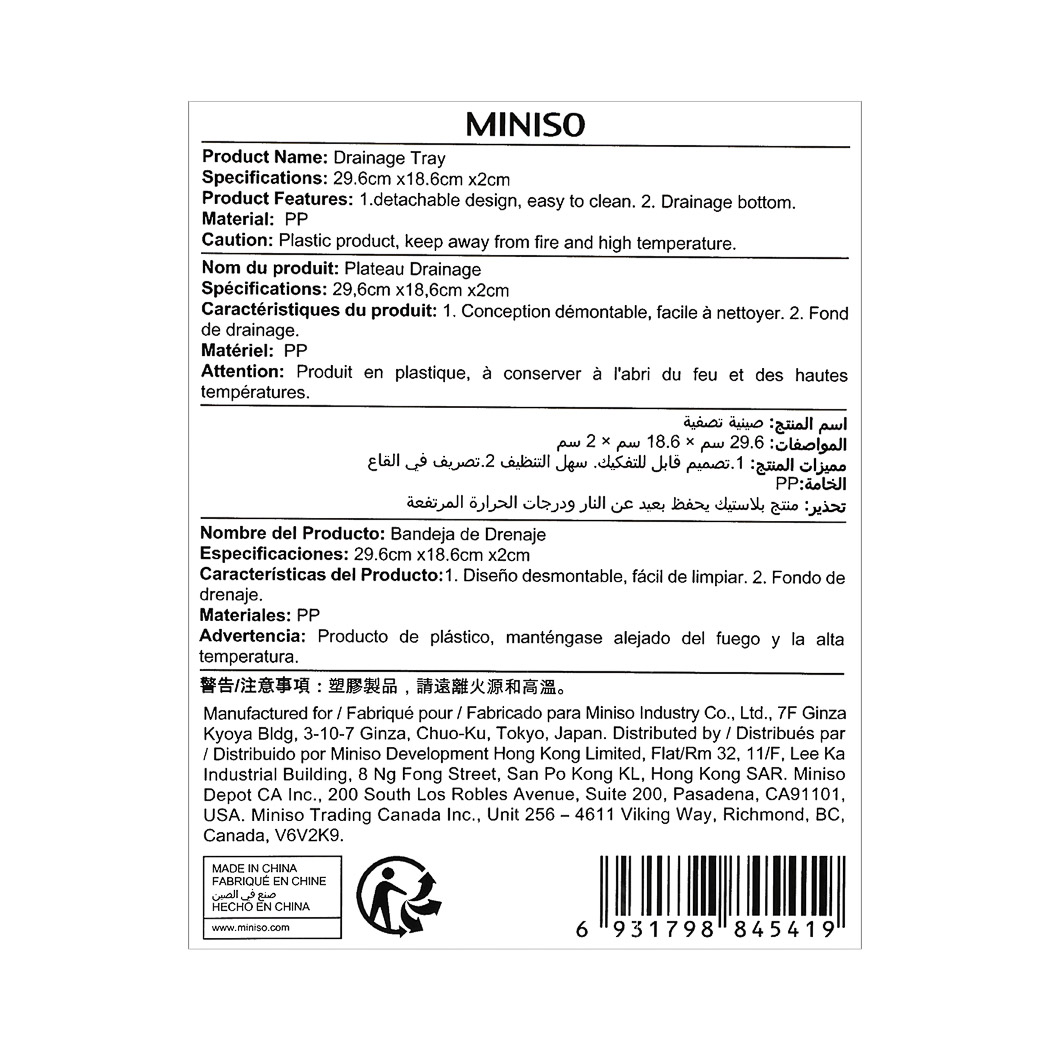 MINISO
Product Name: Drainage Tray
Specifications: 29.6cm x18.6cm x2cm
Product Features: 1.detachable design, easy to clean. 2. Drainage bottom.
Material: PP
Caution: Plastic product, keep away from fire and high temperature.
Nom du produit: Plateau Drainage
Spécifications: 29,6cm x18,6cm x2cm
Caractéristiques du produit: 1. Conception démontable, facile à nettoyer. 2. Fond
de drainage.
Matériel: PP
Attention: Produit en plastique, à conserver à l'abri du feu et des hautes
températures.
اسم المنتج: صينية تصفية
المواصفات: 29.6 سم × 18.6 سم × 2 سم
مميزات المنتج: 1.تصميم قابل للتفكيك. سهل التنظيف 2.تصريف في القاع
الخامة:PP
تحذير: منتج بلاستيك يحفظ بعيد عن النار ودرجات الحرارة المرتفعة
Nombre del Producto: Bandeja de Drenaje
Especificaciones: 29.6cm x18.6cm x2cm
Características del Producto:1. Diseño desmontable, fácil de limpiar. 2. Fondo de
drenaje.
Materiales: PP
Advertencia: Producto de plástico, manténgase alejado del fuego y la alta
temperatura.
警告/注意事項：塑膠製品，請遠離火源和高溫。
Manufactured for / Fabriqué pour / Fabricado para Miniso Industry Co., Ltd., 7F Ginza
Kyoya Bldg, 3-10-7 Ginza, Chuo-Ku, Tokyo, Japan. Distributed by / Distribués par
/ Distribuido por Miniso Development Hong Kong Limited, Flat/Rm 32, 11/F, Lee Ka
Industrial Building, 8 Ng Fong Street, San Po Kong KL, Hong Kong SAR. Miniso
Depot CA Inc., 200 South Los Robles Avenue, Suite 200, Pasadena, CA91101,
USA. Miniso Trading Canada Inc., Unit 256 – 4611 Viking Way, Richmond, BC,
Canada, V6V2K9.
MADE IN CHINA
FABRIQUÉ EN CHINE
صنع في الصين
HECHO EN CHINA
www.miniso.com
6 931798 845419